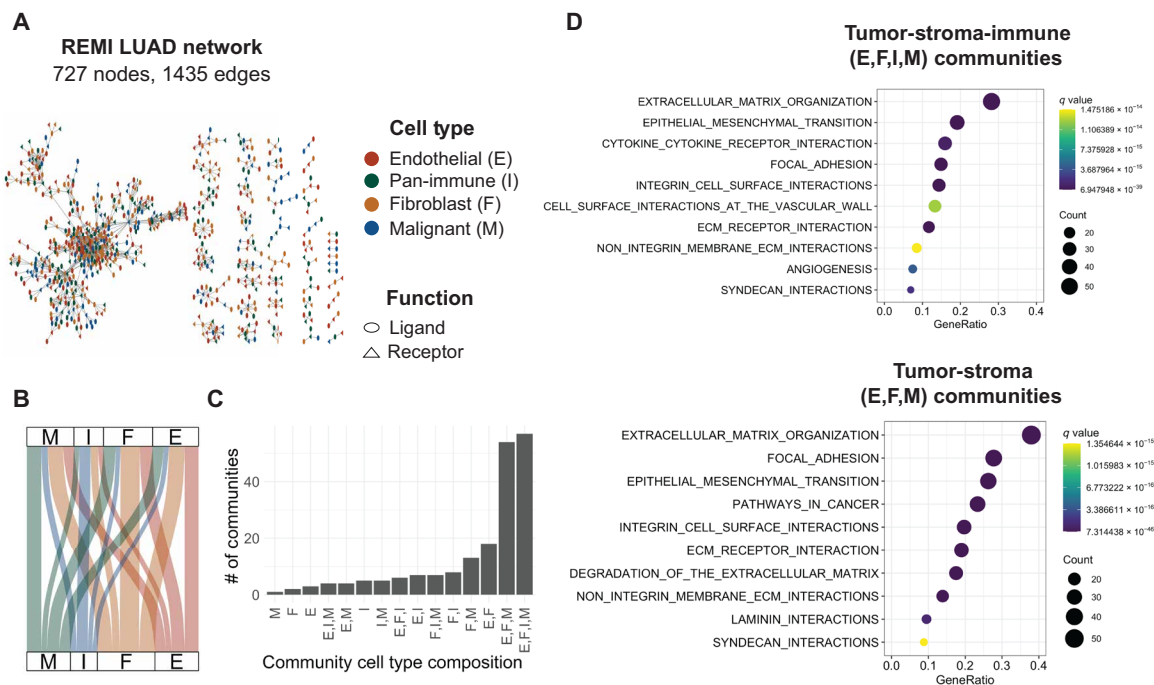 A
REMI LUAD network
727 nodes, 1435 edges
Cell type
Endothelial (E)
Pan-immune (I)
Fibroblast (F)
Malignant (M)
Function
Ligand
Receptor
B
M I F E
M I F E
C
# of communities
40
20
0
M
F
E
E,I,M
E,M
I
I,M
E,F,I
E,I
F,I,M
F,I
F,M
E,F
E,F,M
E,F,I,M
Community cell type composition
D
Tumor-stroma-immune
(E,F,I,M) communities
EXTRACELLULAR_MATRIX_ORGANIZATION
EPITHELIAL_MESENCHYMAL_TRANSITION
CYTOKINE_CYTOKINE_RECEPTOR_INTERACTION
FOCAL_ADHESION
INTEGRIN_CELL_SURFACE_INTERACTIONS
CELL_SURFACE_INTERACTIONS_AT_THE_VASCULAR_WALL
ECM_RECEPTOR_INTERACTION
NON_INTEGRIN_MEMBRANE_ECM_INTERACTIONS
ANGIOGENESIS
SYNDECAN_INTERACTIONS
0.0 0.1 0.2 0.3 0.4
GeneRatio
q value
1.475186 × 10⁻¹⁴
1.106389 × 10⁻¹⁴
7.375928 × 10⁻¹⁵
3.687964 × 10⁻¹⁵
6.947948 × 10⁻³⁹
Count
20
30
40
50
Tumor-stroma
(E,F,M) communities
EXTRACELLULAR_MATRIX_ORGANIZATION
FOCAL_ADHESION
EPITHELIAL_MESENCHYMAL_TRANSITION
PATHWAYS_IN_CANCER
INTEGRIN_CELL_SURFACE_INTERACTIONS
ECM_RECEPTOR_INTERACTION
DEGRADATION_OF_THE_EXTRACELLULAR_MATRIX
NON_INTEGRIN_MEMBRANE_ECM_INTERACTIONS
LAMININ_INTERACTIONS
SYNDECAN_INTERACTIONS
0.0 0.1 0.2 0.3 0.4
GeneRatio
q value
1.354644 × 10⁻¹⁵
1.015983 × 10⁻¹⁵
6.773222 × 10⁻¹⁶
3.386611 × 10⁻¹⁶
7.314438 × 10⁻⁴⁶
Count
20
30
40
50